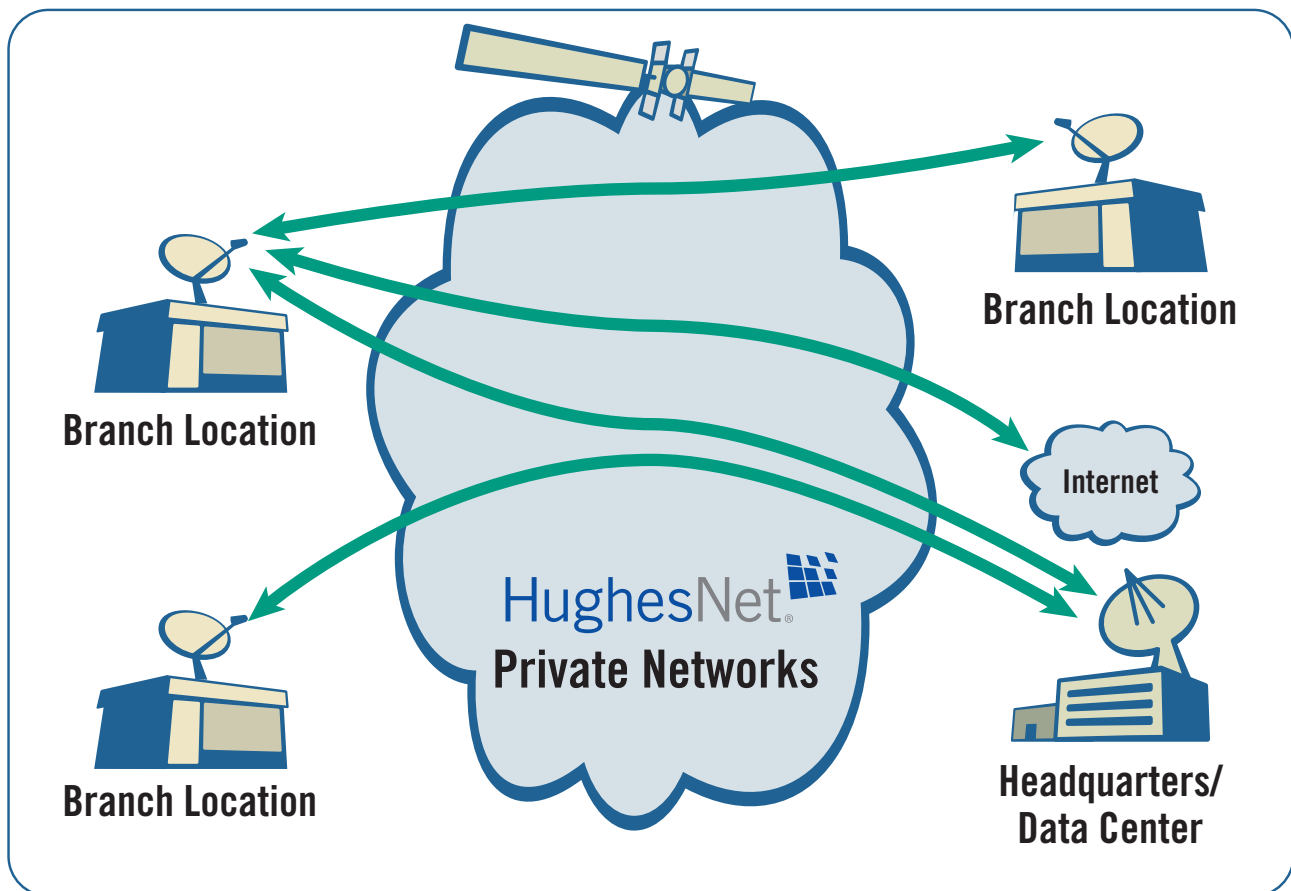 Branch Location
Branch Location
Internet
HughesNet®
Private Networks
Branch Location
Headquarters/
Data Center